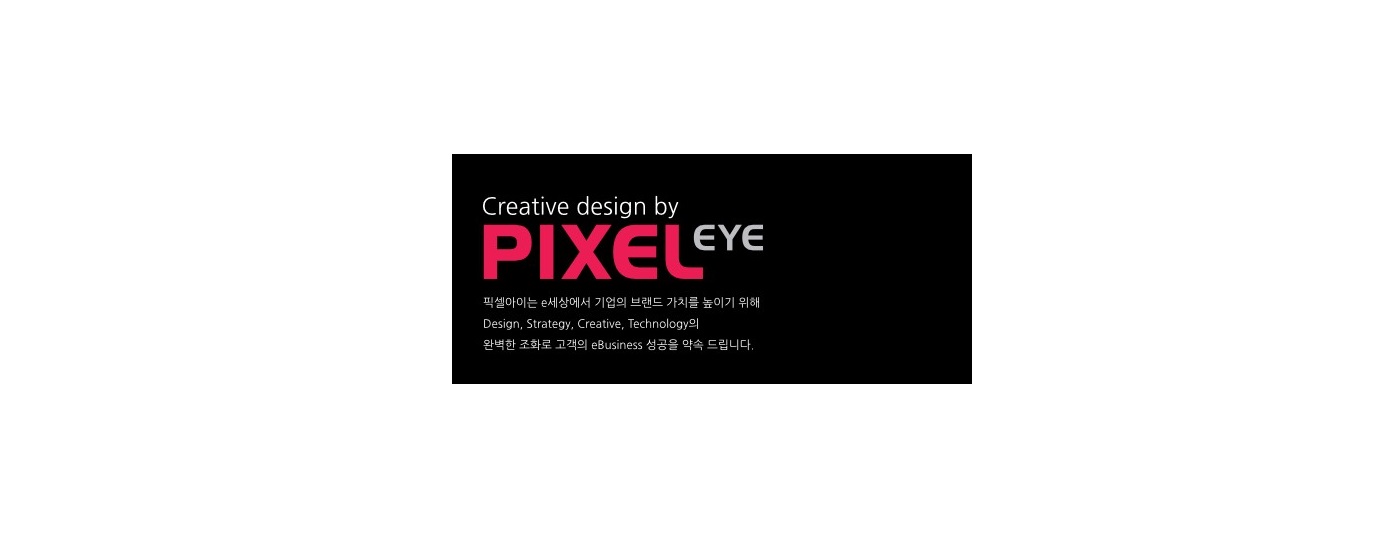 Creative design by
PIXEL EYE
픽셀아이는 e세상에서 기업의 브랜드 가치를 높이기 위해
Design, Strategy, Creative, Technology의
완벽한 조화로 고객의 eBusiness 성공을 약속 드립니다.